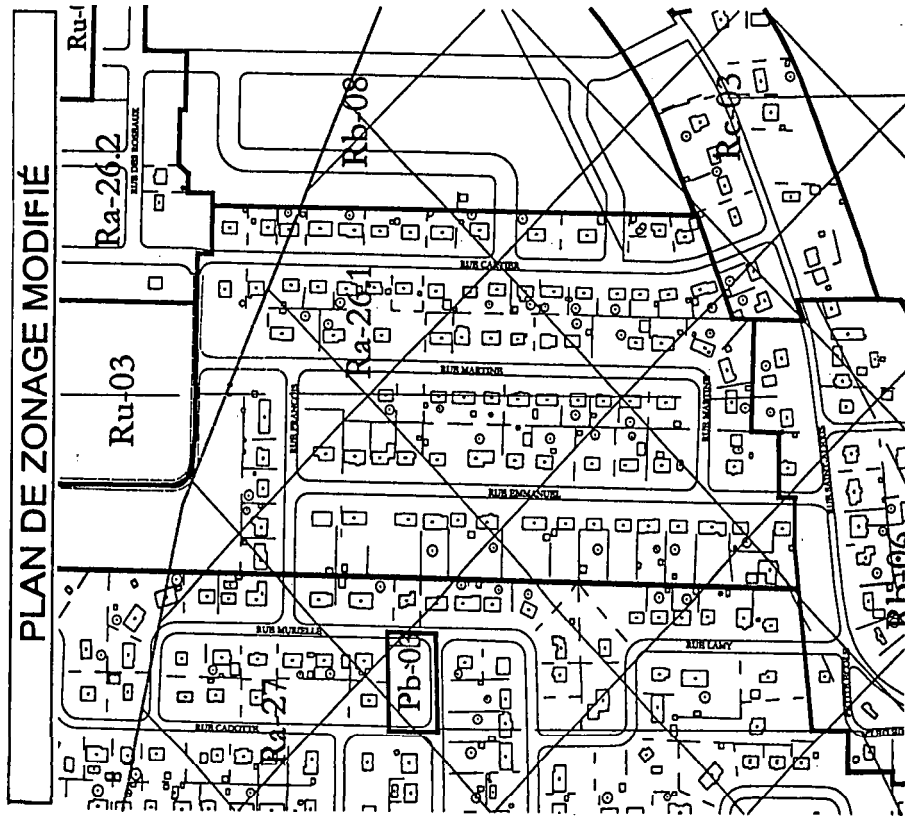 PLAN DE ZONAGE MODIFIÉ
Ru-
Ra-26.2
RUE DES ROSEAUX
Rb-08
Rc-03
Ru-03
Ra-26.1
RUE CARTIER
RUE MARTINE
RUE FRANÇOIS
RUE MARTINE
RUE EMMANUEL
RUE MURIELLE
Pb-0
RUE LAMY
Ra-27
RUE CADOTTE